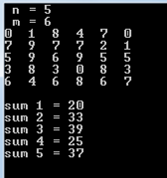 n = 5
m = 6
0 1 8 4 7 0
7 9 7 7 2 1
5 9 6 9 5 5
3 8 3 0 8 3
6 4 6 8 6 7
sum 1 = 20
sum 2 = 33
sum 3 = 39
sum 4 = 25
sum 5 = 37